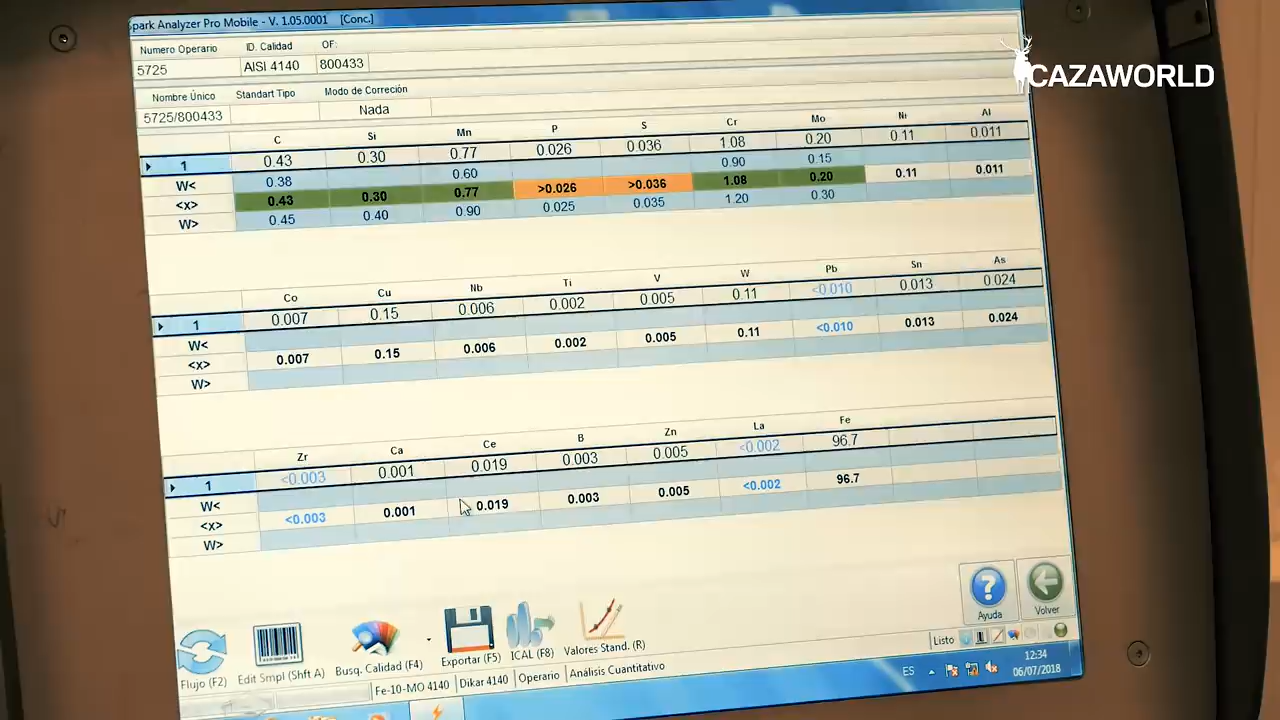 park Analyzer Pro Mobile - V. 1.05.0001 [Conc.]
CAZAWORLD
Numero Operario ID. Calidad OF:
5725 AISI 4140 800433
Nombre Único Standart Tipo Modo de Correción
5725/800433 Nada
C Si Mn P S Cr Mo Ni Al
1 0.43 0.30 0.77 0.026 0.036 1.08 0.20 0.11 0.011
W< 0.38 0.60 0.90 0.15
<x> 0.43 0.30 0.77 >0.026 >0.036 1.08 0.20 0.11 0.011
W> 0.45 0.40 0.90 0.025 0.035 1.20 0.30
Co Cu Nb Ti V W Pb Sn As
1 0.007 0.15 0.006 0.002 0.005 0.11 <0.010 0.013 0.024
W<
<x> 0.007 0.15 0.006 0.002 0.005 0.11 <0.010 0.013 0.024
W>
Zr Ca Ce B Zn La Fe
1 <0.003 0.001 0.019 0.003 0.005 <0.002 96.7
W<
<x> <0.003 0.001 0.019 0.003 0.005 <0.002 96.7
W>
Flujo (F2) Edit Smpl (Shft A) Busq. Calidad (F4) Exportar (F5) ICAL (F8) Valores Stand. (R) Ayuda Volver
Fe-10-MO 4140 Dikar 4140 Operario Análisis Cuantitativo Listo
ES 12:34
06/07/2018